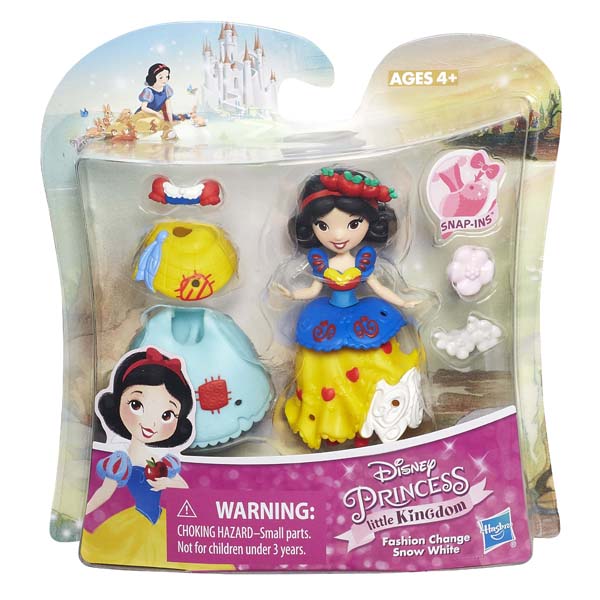 AGES 4+
SNAP-INS™
Disney
PRINCESS
little Kingdom
Fashion Change
Snow White
Hasbro
WARNING:
CHOKING HAZARD–Small parts.
Not for children under 3 years.